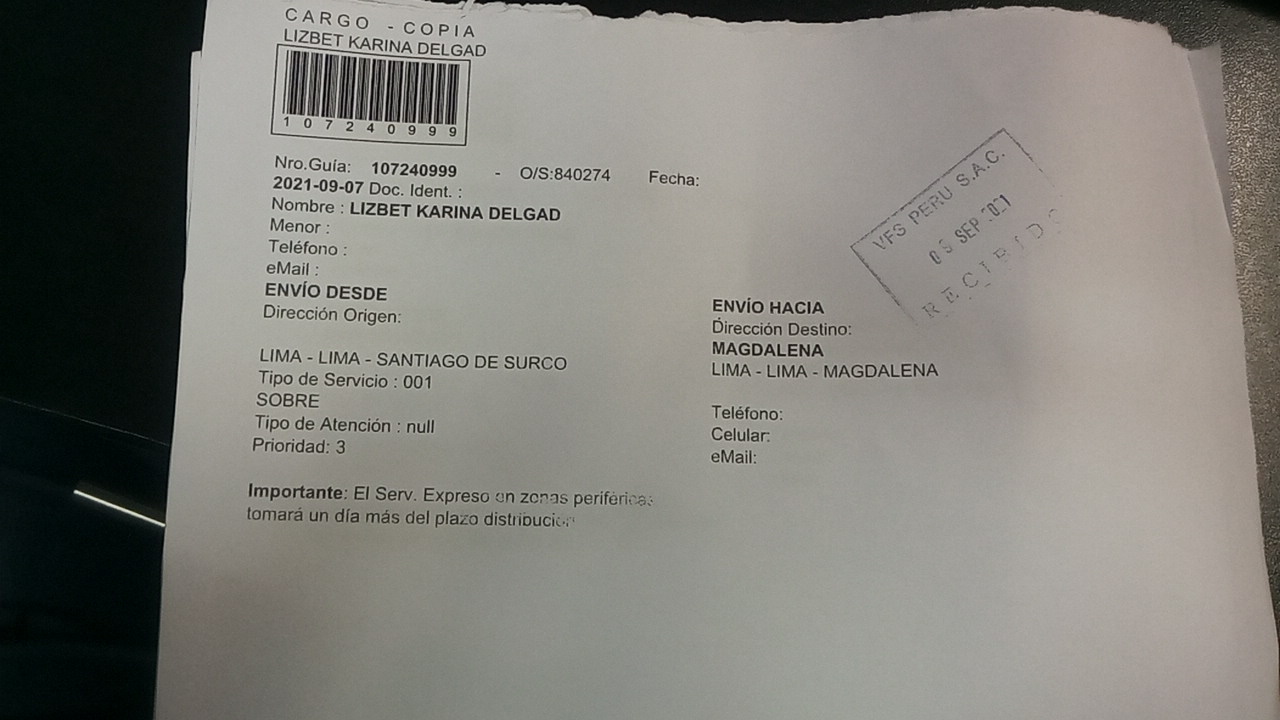 CARGO - COPIA
LIZBET KARINA DELGAD
107240999
Nro.Guía: 107240999 - O/S:840274 Fecha:
2021-09-07 Doc. Ident. :
Nombre : LIZBET KARINA DELGAD
Menor :
Teléfono :
eMail :
ENVÍO DESDE
Dirección Origen:
LIMA - LIMA - SANTIAGO DE SURCO
Tipo de Servicio : 001
SOBRE
Tipo de Atención : null
Prioridad: 3
Importante: El Serv. Expreso en zonas periféricas
tomará un día más del plazo distribución
ENVÍO HACIA
Dirección Destino:
MAGDALENA
LIMA - LIMA - MAGDALENA
Teléfono:
Celular:
eMail:
VFS PERU S.A.C.
SEP
RECIBIDO